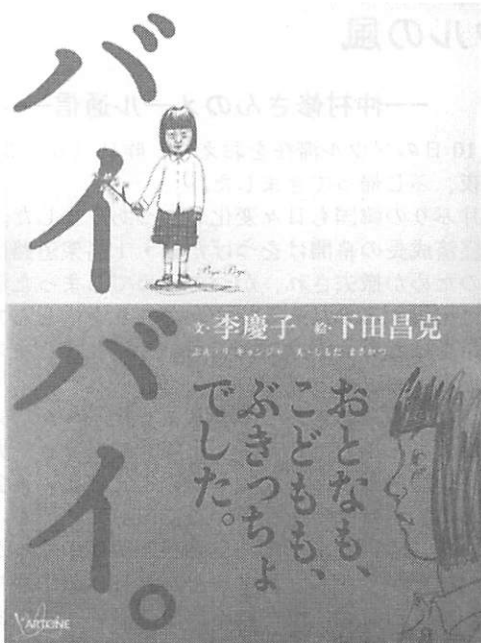 バイバイ。
Bye-Bye
文・李慶子 絵・下田昌克
ぶん・リ キョンジャ え・しもだ まさかつ
おとなも、
こどもも、
ぶきっちょ
でした。
ARTONE